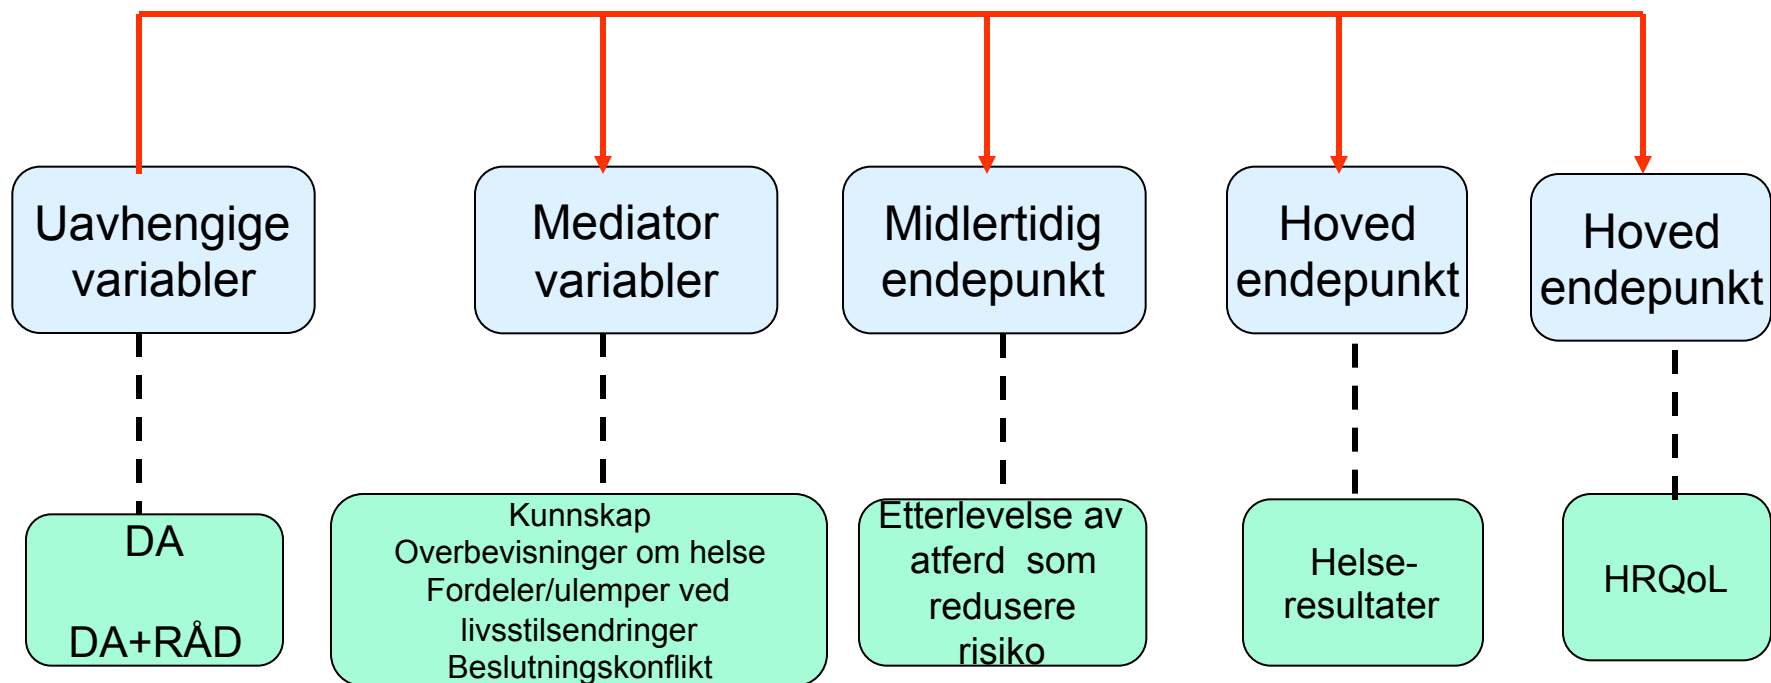 Uavhengige
variabler
Mediator
variabler
Midlertidig
endepunkt
Hoved
endepunkt
Hoved
endepunkt
DA
DA+RÅD
Kunnskap
Overbevisninger om helse
Fordeler/ulemper ved
livsstilsendringer
Beslutningskonflikt
Etterlevelse av
atferd som
redusere
risiko
Helse-
resultater
HRQoL